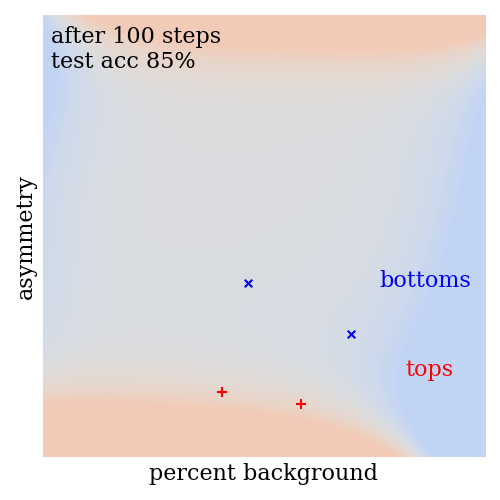 after 100 steps
test acc 85%
asymmetry
bottoms
tops
percent background